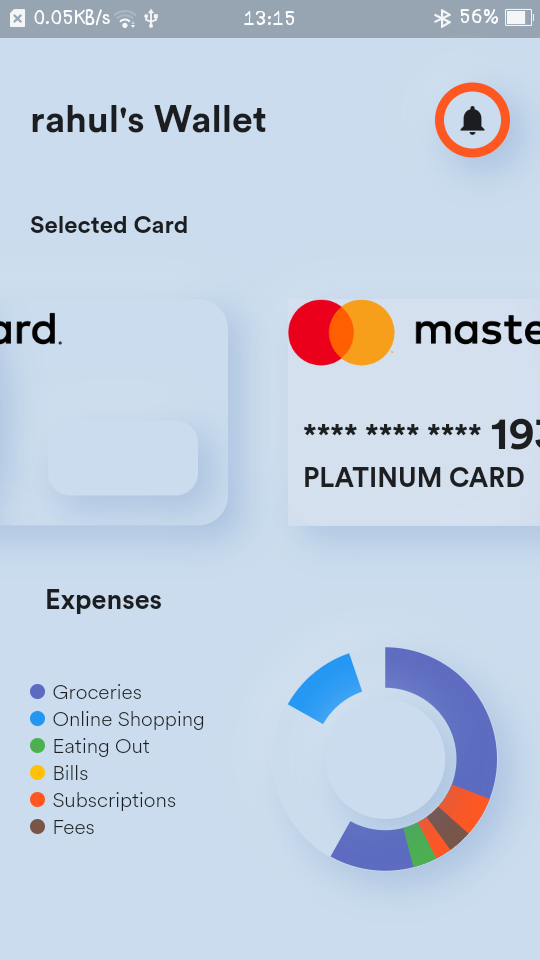 0.05KB/s 13:15 56%
rahul's Wallet
Selected Card
ard.
maste
**** **** **** 193
PLATINUM CARD
Expenses
Groceries
Online Shopping
Eating Out
Bills
Subscriptions
Fees